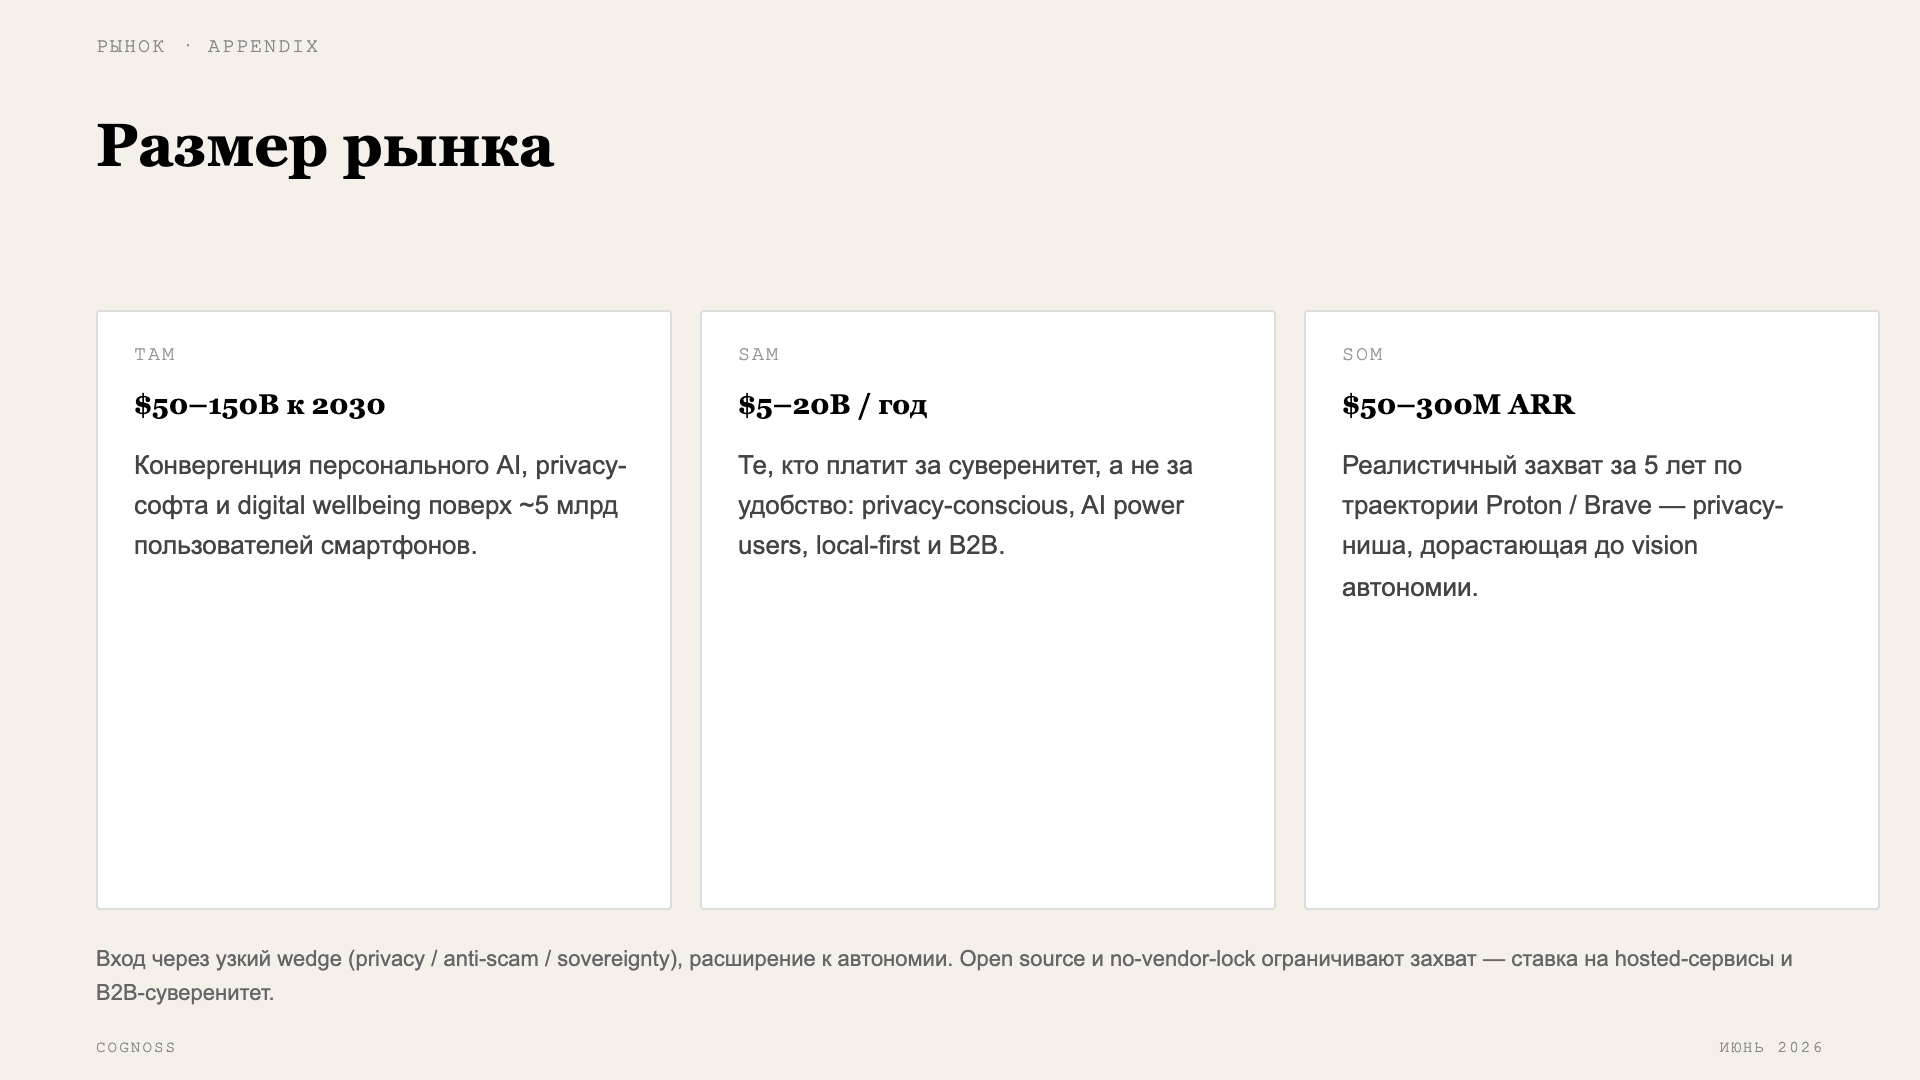 РЫНОК · APPENDIX
Размер рынка
TAM
$50–150B к 2030
Конвергенция персонального AI, privacy-
софта и digital wellbeing поверх ~5 млрд
пользователей смартфонов.
SAM
$5–20B / год
Те, кто платит за суверенитет, а не за
удобство: privacy-conscious, AI power
users, local-first и B2B.
SOM
$50–300M ARR
Реалистичный захват за 5 лет по
траектории Proton / Brave — privacy-
ниша, дорастающая до vision
автономии.
Вход через узкий wedge (privacy / anti-scam / sovereignty), расширение к автономии. Open source и no-vendor-lock ограничивают захват — ставка на hosted-сервисы и
B2B-суверенитет.
COGNOSS
ИЮНЬ 2026